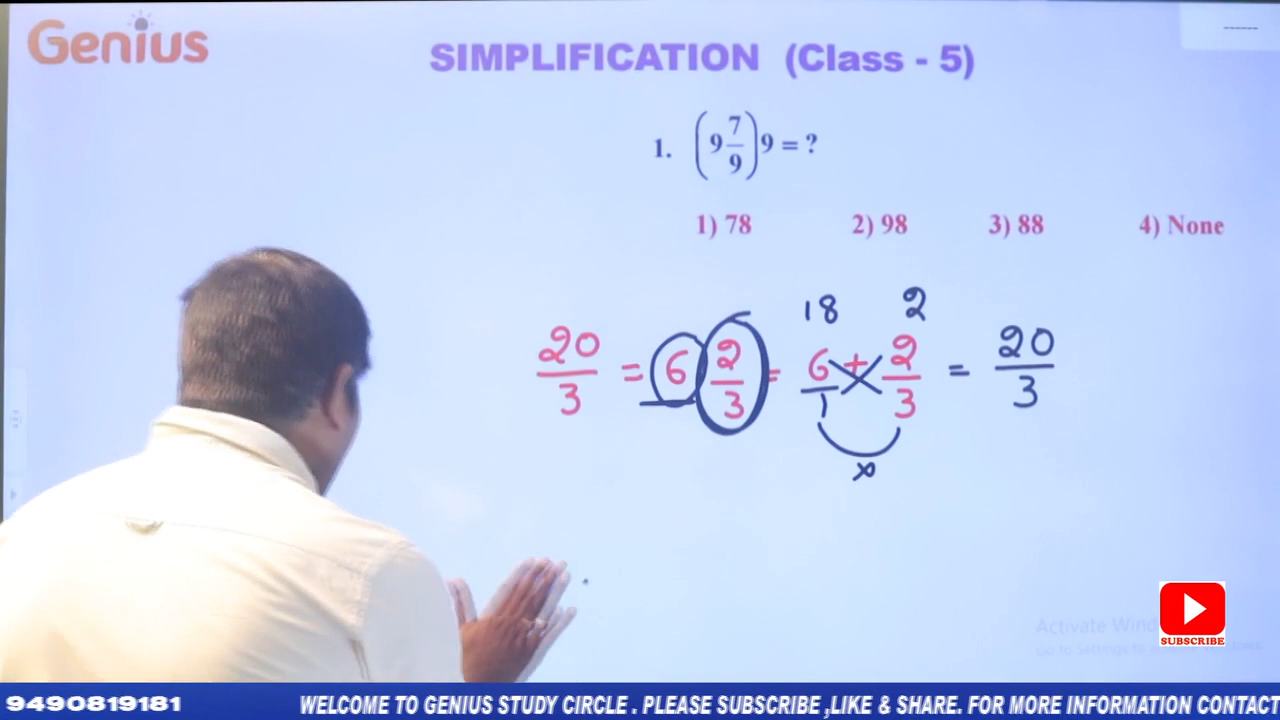 Genius
SIMPLIFICATION (Class - 5)
1. (9 7/9) 9 = ?
1) 78 2) 98 3) 88 4) None
18 2
20/3 = 6 2/3 = 6/1 + 2/3 = 20/3
×
Activate Wind
SUBSCRIBE
9490819181 WELCOME TO GENIUS STUDY CIRCLE . PLEASE SUBSCRIBE ,LIKE & SHARE. FOR MORE INFORMATION CONTACT